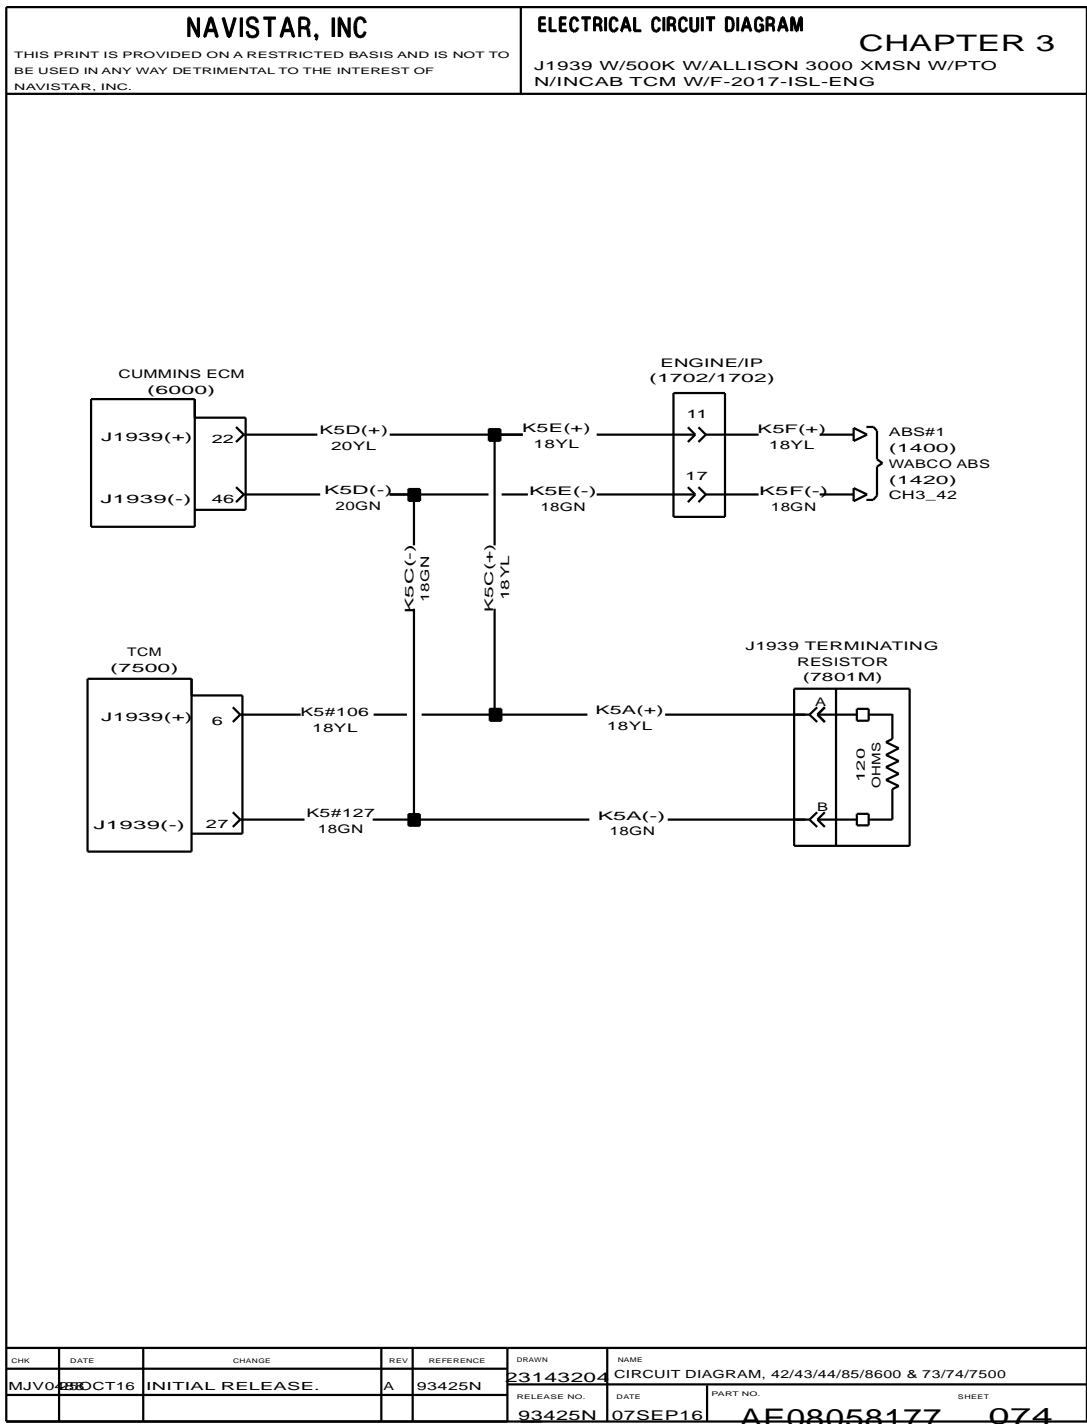 NAVISTAR, INC
THIS PRINT IS PROVIDED ON A RESTRICTED BASIS AND IS NOT TO
BE USED IN ANY WAY DETRIMENTAL TO THE INTEREST OF
NAVISTAR, INC.
ELECTRICAL CIRCUIT DIAGRAM
CHAPTER 3
J1939 W/500K W/ALLISON 3000 XMSN W/PTO
N/INCAB TCM W/F-2017-ISL-ENG
CUMMINS ECM
(6000)
J1939(+)
22
J1939(-)
46
K5D(+)
20YL
K5D(-)
20GN
K5E(+)
18YL
K5E(-)
18GN
ENGINE/IP
(1702/1702)
11
17
K5F(+)
18YL
K5F(-)
18GN
ABS#1
(1400)
WABCO ABS
(1420)
CH3_42
K5C(-)
18GN
K5C(+)
18YL
TCM
(7500)
J1939(+)
6
J1939(-)
27
K5#106
18YL
K5#127
18GN
K5A(+)
18YL
K5A(-)
18GN
J1939 TERMINATING
RESISTOR
(7801M)
A
B
120
OHMS
CHK DATE CHANGE REV REFERENCE
INITIAL RELEASE. A 93425N
DRAWN
23143204
NAME
CIRCUIT DIAGRAM, 42/43/44/85/8600 & 73/74/7500
RELEASE NO.
93425N
DATE
07SEP16
PART NO.
AF08058177
SHEET
074